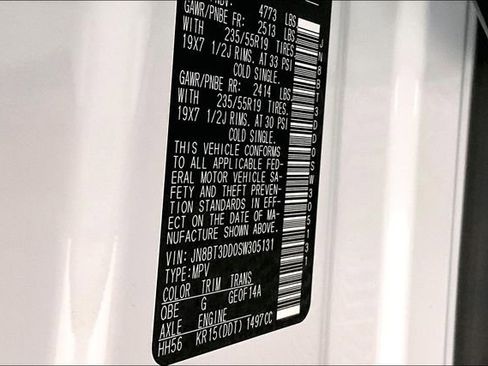 4773 LBS
GAWR/PNBE FR: 2513 LBS
WITH 235/55R19 TIRES
19X7 1/2J RIMS. AT 33 PSI
COLD SINGLE.
GAWR/PNBE RR: 2414 LBS
WITH 235/55R19 TIRES.
19X7 1/2J RIMS. AT 30 PSI
COLD SINGLE.
THIS VEHICLE CONFORMS
TO ALL APPLICABLE FED-
ERAL MOTOR VEHICLE SA-
FETY AND THEFT PREVEN-
TION STANDARDS IN EFF-
ECT ON THE DATE OF MA-
NUFACTURE SHOWN ABOVE.
VIN: JN8BT3DD0SW305131
TYPE:MPV
COLOR TRIM TRANS
OBE G GE0F14A
AXLE ENGINE
HH56 KR15(DDT) 1497CC
JN8BT3DD0SW305131